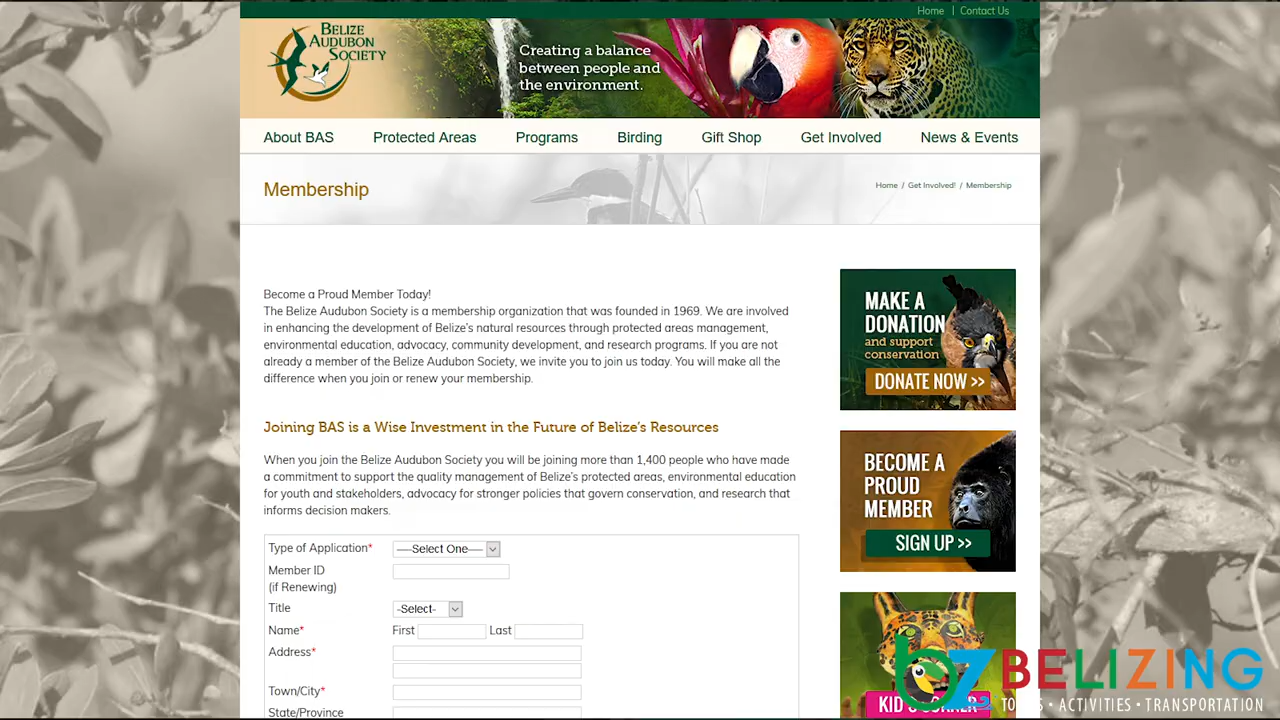 Home | Contact Us
BELIZE
AUDUBON
SOCIETY
Creating a balance
between people and
the environment.
About BAS Protected Areas Programs Birding Gift Shop Get Involved News & Events
Membership
Home / Get Involved! / Membership
Become a Proud Member Today!
The Belize Audubon Society is a membership organization that was founded in 1969. We are involved
in enhancing the development of Belize's natural resources through protected areas management,
environmental education, advocacy, community development, and research programs. If you are not
already a member of the Belize Audubon Society, we invite you to join us today. You will make all the
difference when you join or renew your membership.
Joining BAS is a Wise Investment in the Future of Belize's Resources
When you join the Belize Audubon Society you will be joining more than 1,400 people who have made
a commitment to support the quality management of Belize's protected areas, environmental education
for youth and stakeholders, advocacy for stronger policies that govern conservation, and research that
informs decision makers.
Type of Application* ----Select One----
Member ID
(if Renewing)
Title -Select-
Name* First Last
Address*
Town/City*
State/Province
MAKE A
DONATION
and support
conservation
DONATE NOW >>
BECOME A
PROUD
MEMBER
SIGN UP >>
KID
bz BELIZING
• ACTIVITIES • TRANSPORTATION